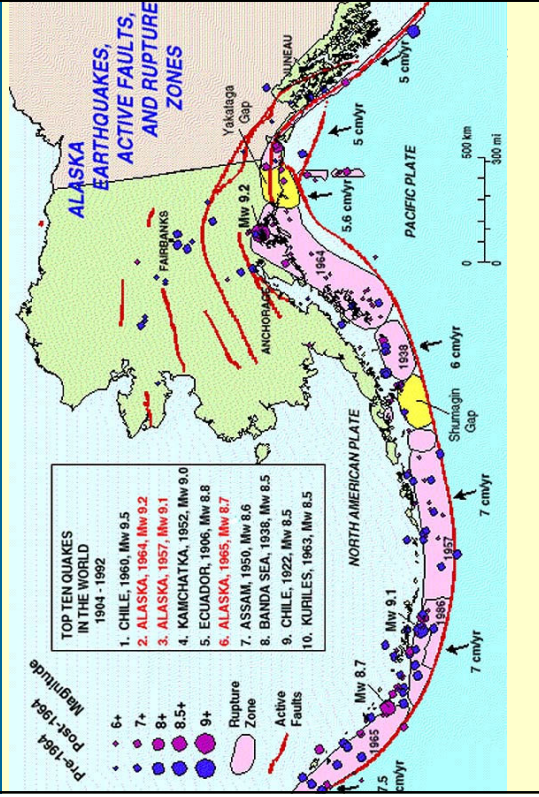 ALASKA
EARTHQUAKES,
ACTIVE FAULTS,
AND RUPTURE
ZONES
TOP TEN QUAKES
IN THE WORLD
1904 - 1992
1. CHILE, 1960, Mw 9.5
2. ALASKA, 1964, Mw 9.2
3. ALASKA, 1957, Mw 9.1
4. KAMCHATKA, 1952, Mw 9.0
5. ECUADOR, 1906, Mw 8.8
6. ALASKA, 1965, Mw 8.7
7. ASSAM, 1950, Mw 8.6
8. BANDA SEA, 1938, Mw 8.5
9. CHILE, 1922, Mw 8.5
10. KURILES, 1963, Mw 8.5
Pre-1964
Post-1964
Magnitude
6+
7+
8+
8.5+
9+
Rupture
Zone
Active
Faults
FAIRBANKS
ANCHORAGE
JUNEAU
Yakataga
Gap
Mw 9.2
1964
NORTH AMERICAN PLATE
1938
Shumagin
Gap
1957
Mw 9.1
1986
Mw 8.7
1965
7.5
cm/yr
7 cm/yr
7 cm/yr
6 cm/yr
5.6 cm/yr
5 cm/yr
5 cm/yr
PACIFIC PLATE
0
500 km
0
300 mi